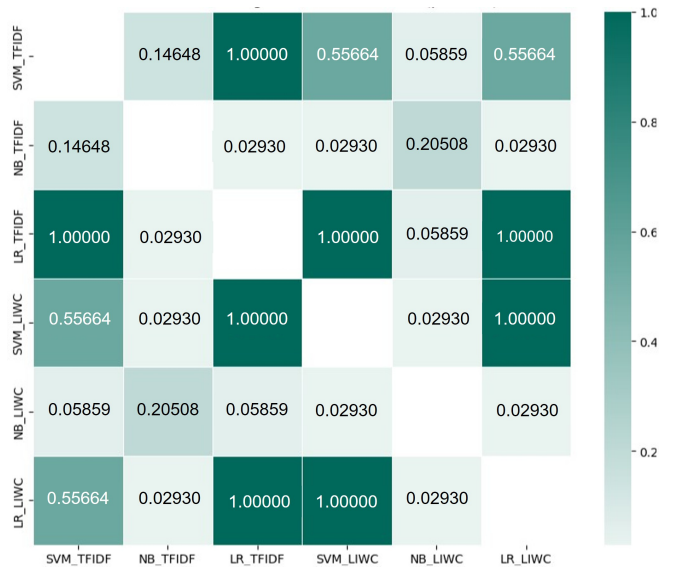 SVM_TFIDF 0.14648 1.00000 0.55664 0.05859 0.55664
NB_TFIDF 0.14648 0.02930 0.02930 0.20508 0.02930
LR_TFIDF 1.00000 0.02930 1.00000 0.05859 1.00000
SVM_LIWC 0.55664 0.02930 1.00000 0.02930 1.00000
NB_LIWC 0.05859 0.20508 0.05859 0.02930 0.02930
LR_LIWC 0.55664 0.02930 1.00000 1.00000 0.02930
SVM_TFIDF NB_TFIDF LR_TFIDF SVM_LIWC NB_LIWC LR_LIWC
1.0
0.8
0.6
0.4
0.2